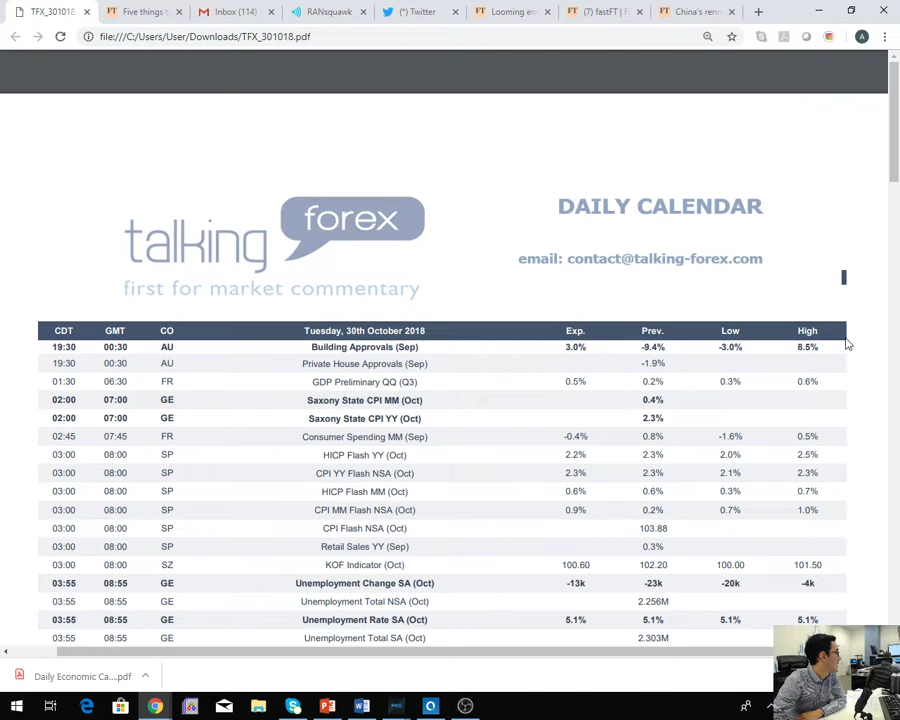 TFX_301018.
Five things t
Inbox (114)
RANsquawk
(*) Twitter
Looming en
(7) fastFT | F
China's renn
file:///C:/Users/User/Downloads/TFX_301018.pdf
A
talking forex
first for market commentary
DAILY CALENDAR
email: contact@talking-forex.com
CDT GMT CO Tuesday, 30th October 2018 Exp. Prev. Low High
19:30 00:30 AU Building Approvals (Sep) 3.0% -9.4% -3.0% 8.5%
19:30 00:30 AU Private House Approvals (Sep) -1.9%
01:30 06:30 FR GDP Preliminary QQ (Q3) 0.5% 0.2% 0.3% 0.6%
02:00 07:00 GE Saxony State CPI MM (Oct) 0.4%
02:00 07:00 GE Saxony State CPI YY (Oct) 2.3%
02:45 07:45 FR Consumer Spending MM (Sep) -0.4% 0.8% -1.6% 0.5%
03:00 08:00 SP HICP Flash YY (Oct) 2.2% 2.3% 2.0% 2.5%
03:00 08:00 SP CPI YY Flash NSA (Oct) 2.3% 2.3% 2.1% 2.3%
03:00 08:00 SP HICP Flash MM (Oct) 0.6% 0.6% 0.3% 0.7%
03:00 08:00 SP CPI MM Flash NSA (Oct) 0.9% 0.2% 0.7% 1.0%
03:00 08:00 SP CPI Flash NSA (Oct) 103.88
03:00 08:00 SP Retail Sales YY (Sep) 0.3%
03:00 08:00 SZ KOF Indicator (Oct) 100.60 102.20 100.00 101.50
03:55 08:55 GE Unemployment Change SA (Oct) -13k -23k -20k -4k
03:55 08:55 GE Unemployment Total NSA (Oct) 2.256M
03:55 08:55 GE Unemployment Rate SA (Oct) 5.1% 5.1% 5.1% 5.1%
03:55 08:55 GE Unemployment Total SA (Oct) 2.303M
Daily Economic Ca....pdf